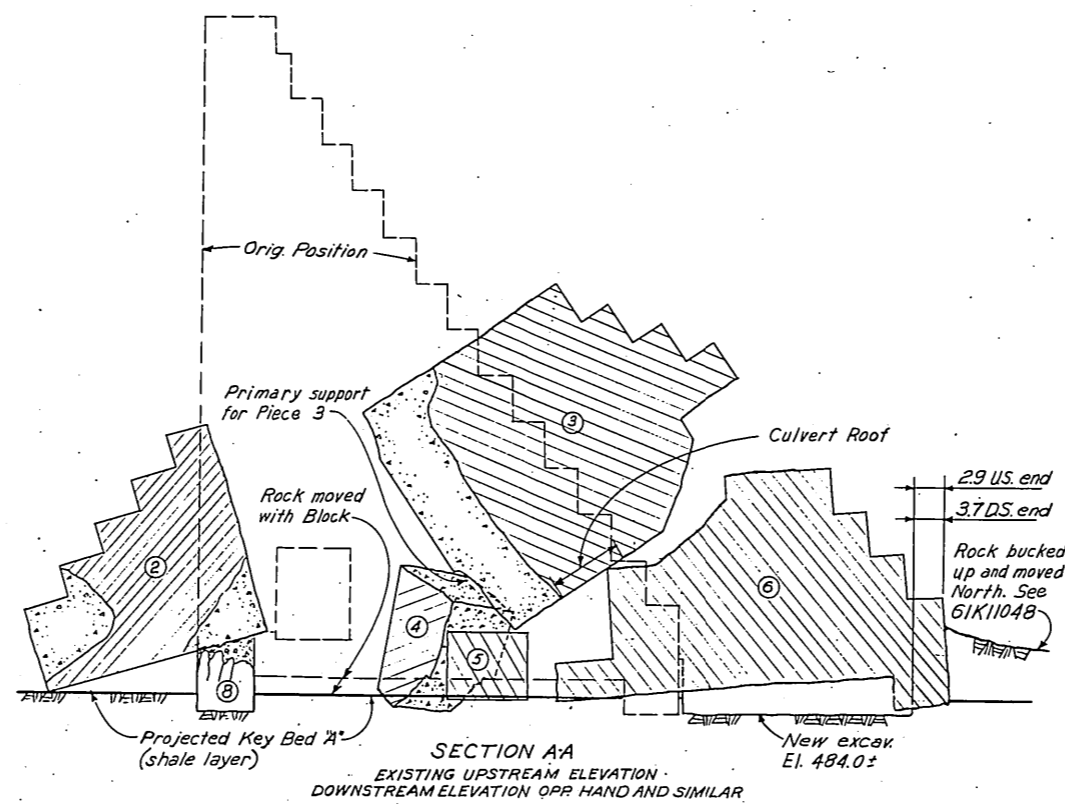 Orig. Position
Primary support
for Piece 3
3
Culvert Roof
2.9 US. end
3.7 DS. end
Rock moved
with Block
Rock bucked
up and moved
North. See
61K11048
2
6
4
5
8
Projected Key Bed "A"
(shale layer)
New excav.
El. 484.0±
SECTION A-A
EXISTING UPSTREAM ELEVATION
DOWNSTREAM ELEVATION OPP. HAND AND SIMILAR